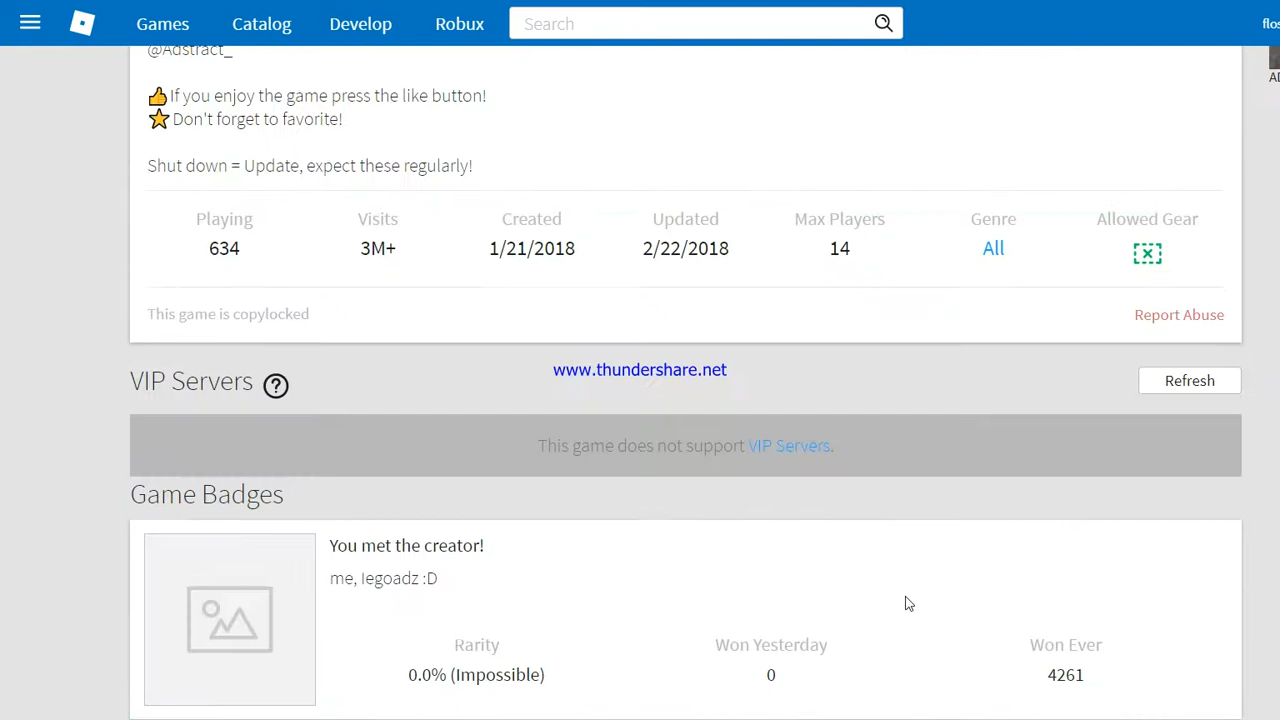 Games Catalog Develop Robux Search flos
@Adstract_
AD
👍If you enjoy the game press the like button!
⭐Don't forget to favorite!
Shut down = Update, expect these regularly!
Playing Visits Created Updated Max Players Genre Allowed Gear
634 3M+ 1/21/2018 2/22/2018 14 All
This game is copylocked Report Abuse
www.thundershare.net
VIP Servers ? Refresh
This game does not support VIP Servers.
Game Badges
You met the creator!
me, legoadz :D
Rarity Won Yesterday Won Ever
0.0% (Impossible) 0 4261